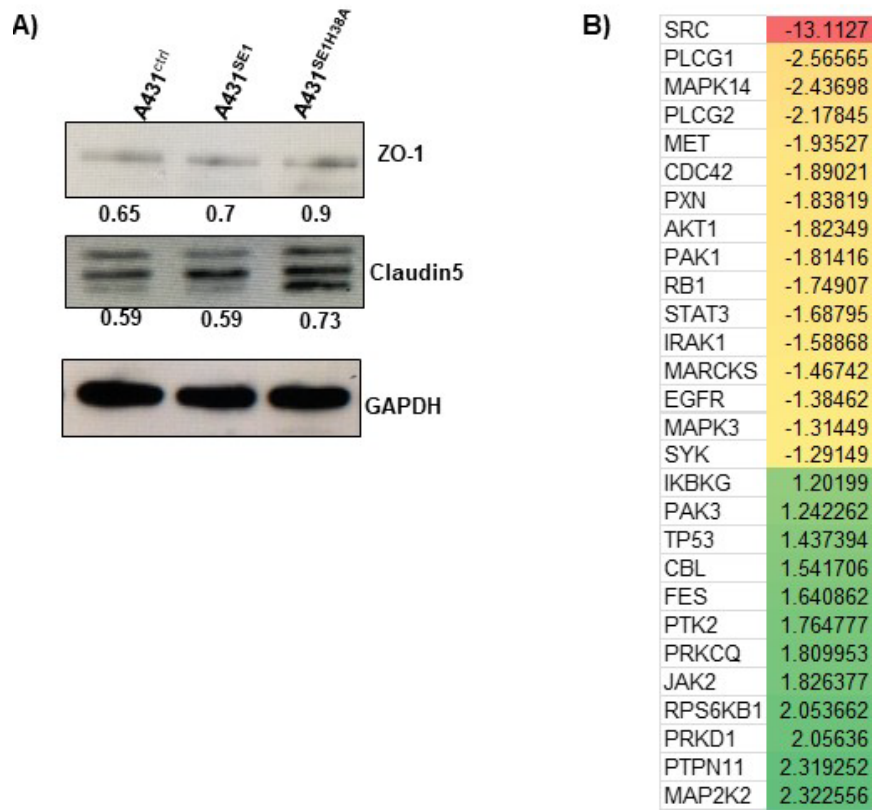 A)
A431ctrl
A431SE1
A431SE1H38A
ZO-1
0.65 0.7 0.9
Claudin5
0.59 0.59 0.73
GAPDH
B)
SRC -13.1127
PLCG1 -2.56565
MAPK14 -2.43698
PLCG2 -2.17845
MET -1.93527
CDC42 -1.89021
PXN -1.83819
AKT1 -1.82349
PAK1 -1.81416
RB1 -1.74907
STAT3 -1.68795
IRAK1 -1.58868
MARCKS -1.46742
EGFR -1.38462
MAPK3 -1.31449
SYK -1.29149
IKBKG 1.20199
PAK3 1.242262
TP53 1.437394
CBL 1.541706
FES 1.640862
PTK2 1.764777
PRKCQ 1.809953
JAK2 1.826377
RPS6KB1 2.053662
PRKD1 2.05636
PTPN11 2.319252
MAP2K2 2.322556